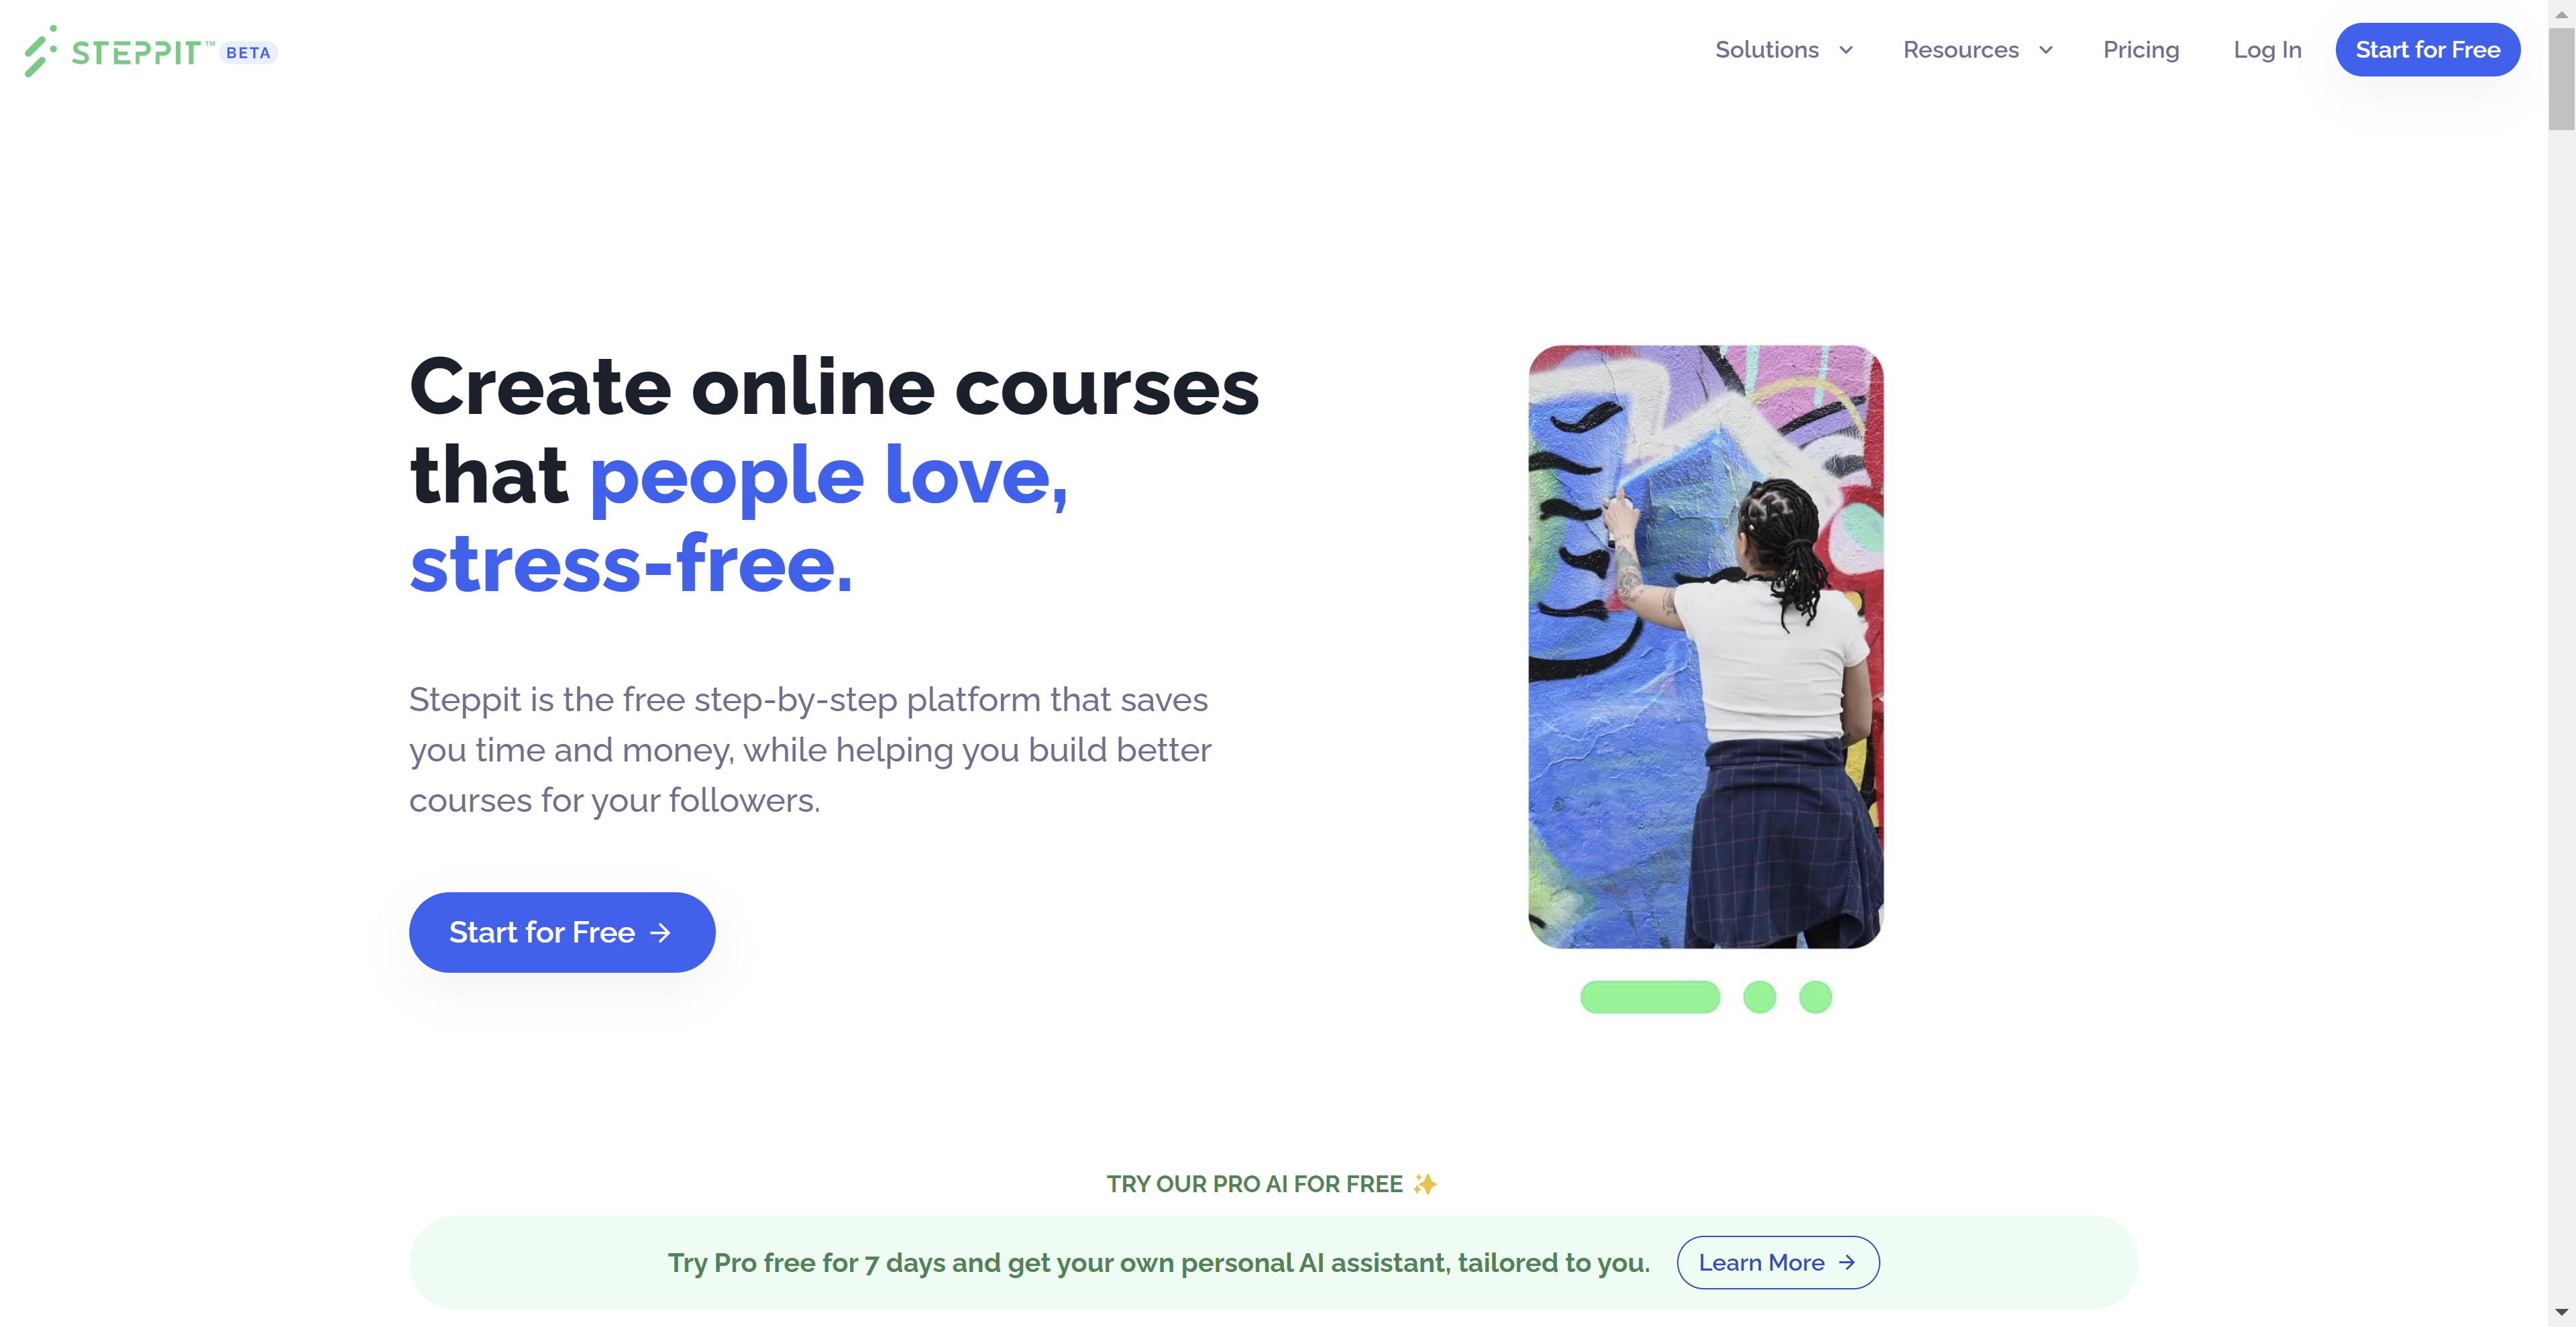 STEPPIT™ BETA
Solutions
Resources
Pricing
Log In
Start for Free
Create online courses
that people love,
stress-free.
Steppit is the free step-by-step platform that saves
you time and money, while helping you build better
courses for your followers.
Start for Free →
TRY OUR PRO AI FOR FREE ✨
Try Pro free for 7 days and get your own personal AI assistant, tailored to you.
Learn More →